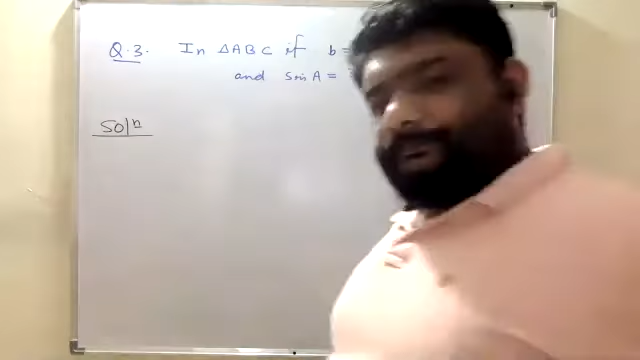 Q.3. In ΔABC if b=
and sin A =
Solⁿ